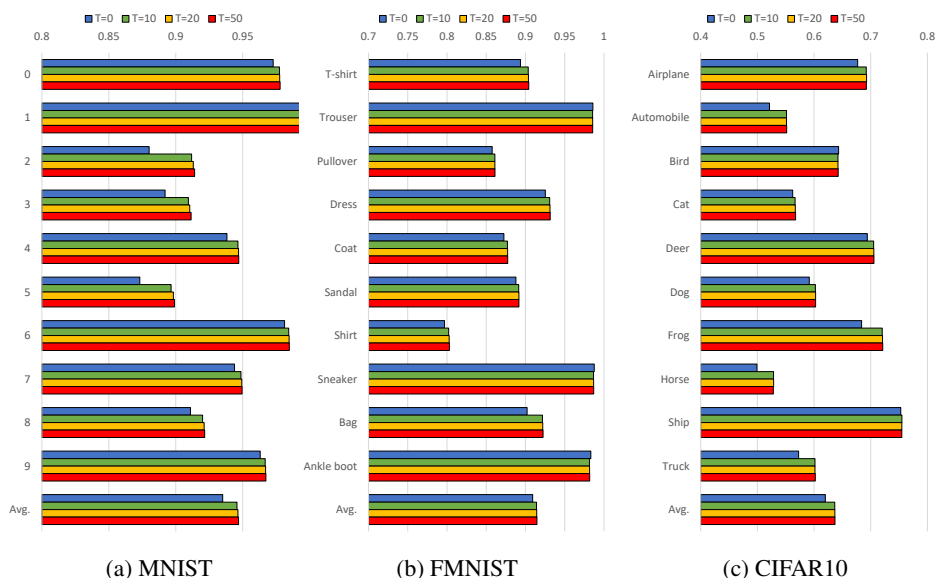 T=0 T=10 T=20 T=50
0.8 0.85 0.9 0.95
0
1
2
3
4
5
6
7
8
9
Avg.
(a) MNIST
T=0 T=10 T=20 T=50
0.7 0.75 0.8 0.85 0.9 0.95 1
T-shirt
Trouser
Pullover
Dress
Coat
Sandal
Shirt
Sneaker
Bag
Ankle boot
Avg.
(b) FMNIST
T=0 T=10 T=20 T=50
0.4 0.5 0.6 0.7 0.8
Airplane
Automobile
Bird
Cat
Deer
Dog
Frog
Horse
Ship
Truck
Avg.
(c) CIFAR10